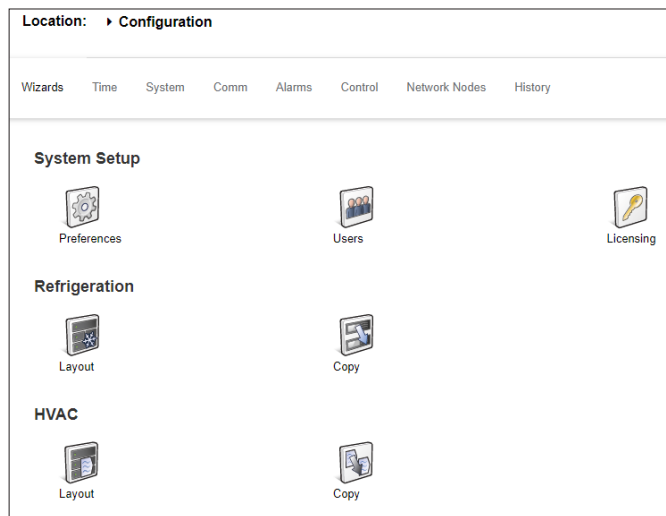 Location: Configuration
Wizards Time System Comm Alarms Control Network Nodes History
System Setup
Preferences Users Licensing
Refrigeration
Layout Copy
HVAC
Layout Copy